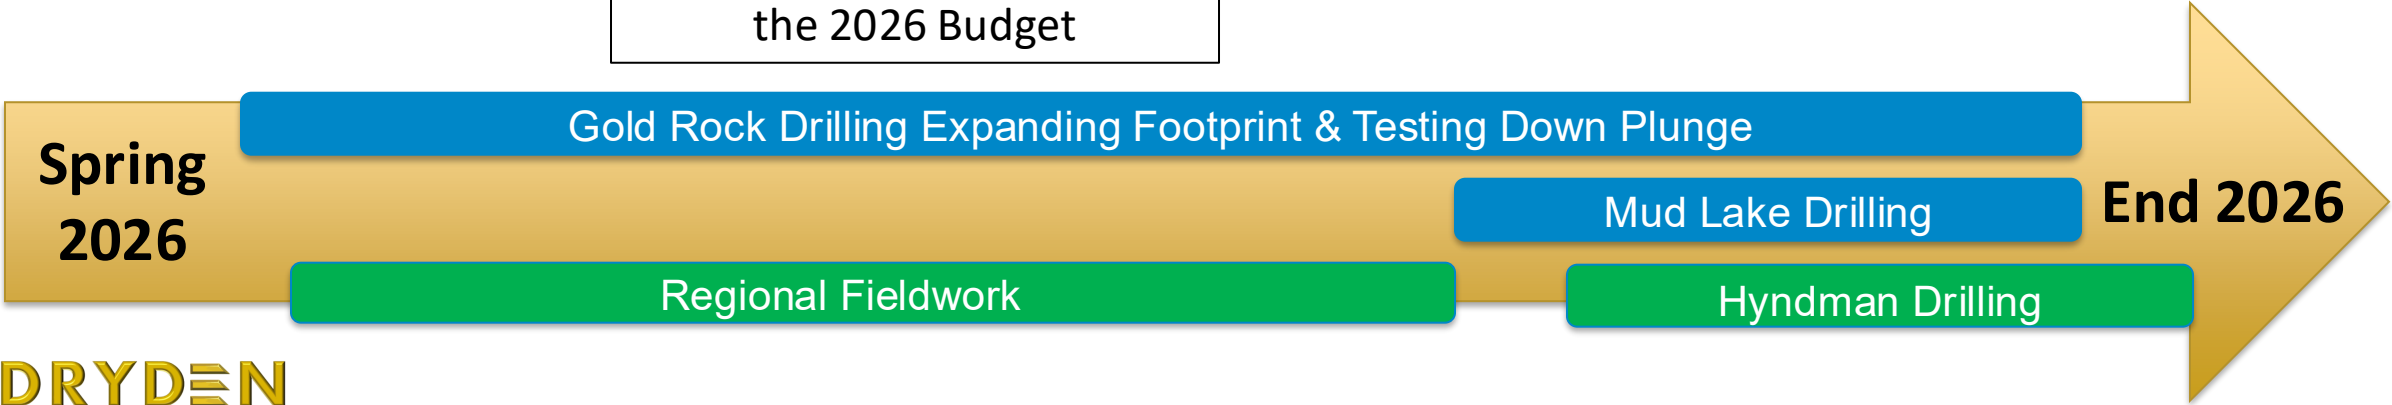 the 2026 Budget
Gold Rock Drilling Expanding Footprint & Testing Down Plunge
Spring
2026
Mud Lake Drilling
End 2026
Regional Fieldwork
Hyndman Drilling
DRYDEN